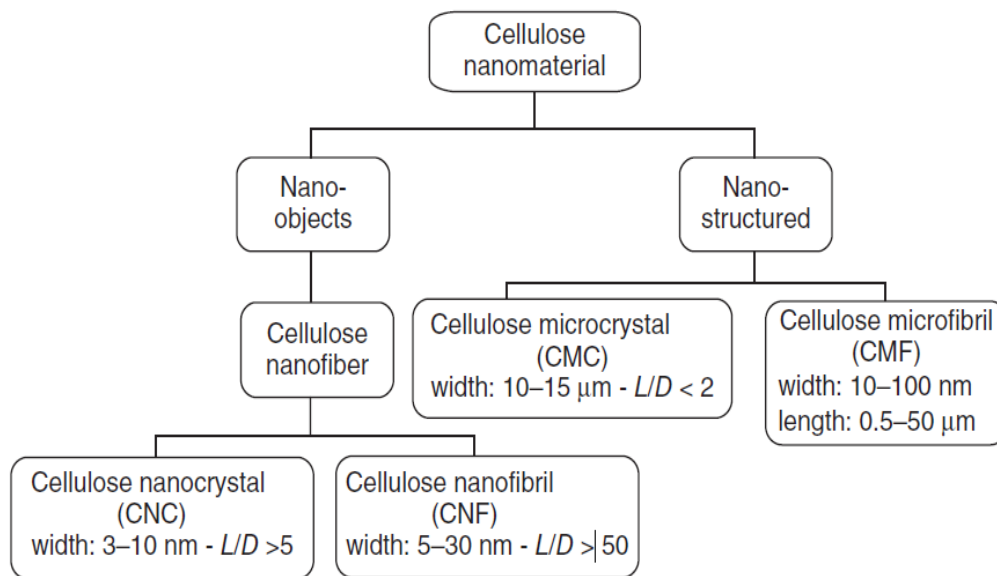 Cellulose
nanomaterial
Nano-
objects
Nano-
structured
Cellulose
nanofiber
Cellulose microcrystal
(CMC)
width: 10–15 μm - L/D < 2
Cellulose microfibril
(CMF)
width: 10–100 nm
length: 0.5–50 μm
Cellulose nanocrystal
(CNC)
width: 3–10 nm - L/D >5
Cellulose nanofibril
(CNF)
width: 5–30 nm - L/D > 50